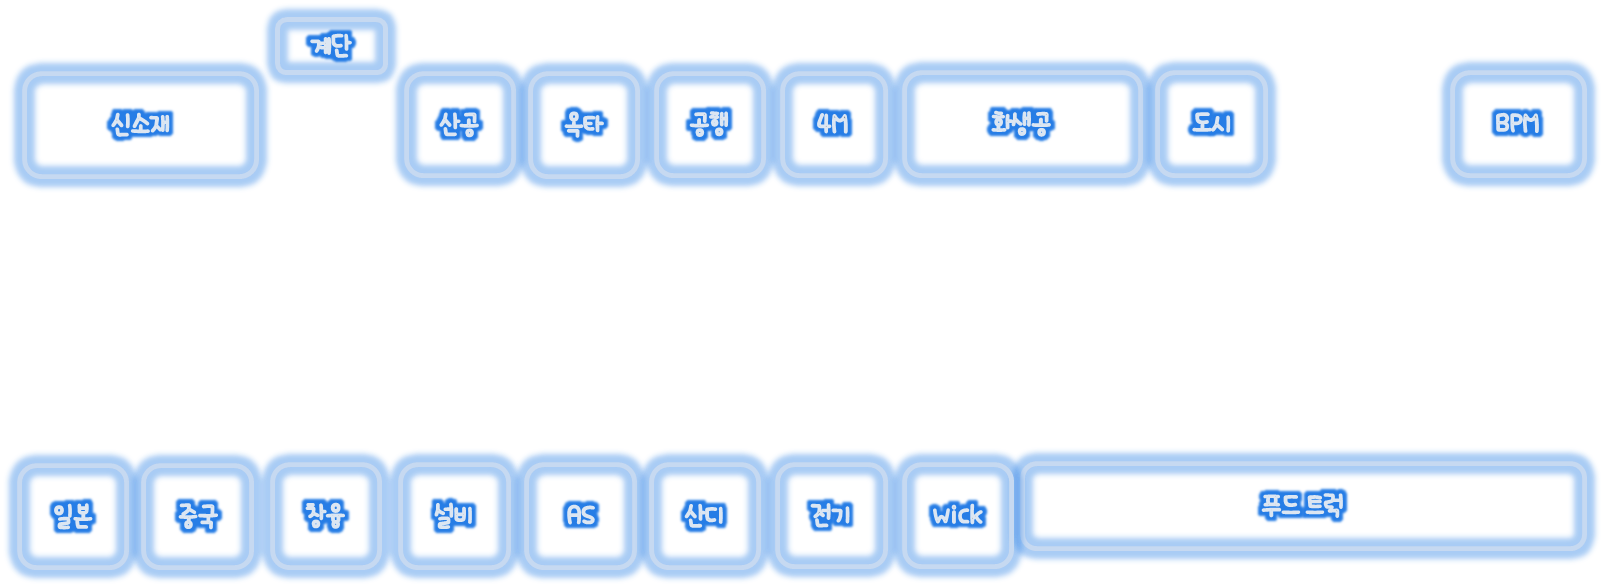 계단
신소재
산공
옥타
공행
4M
화생공
도시
BPM
일본
중국
창융
설비
AS
산디
전기
wick
푸드 트럭